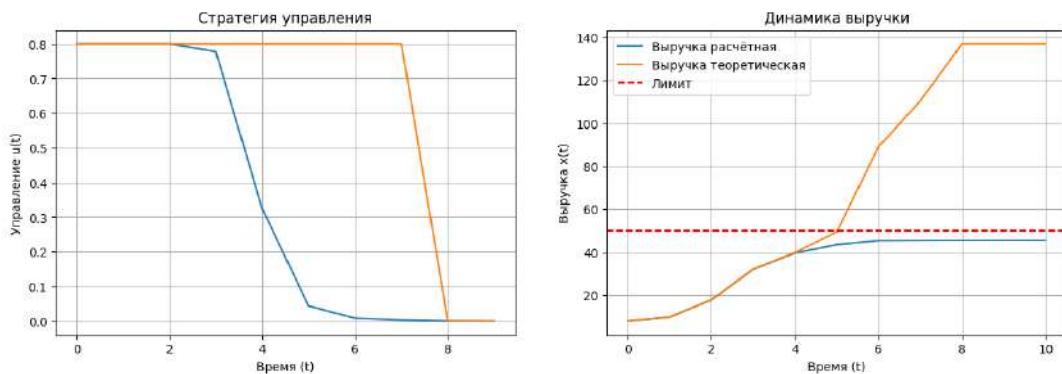 Стратегия управления
Управление u(t)
0.8
0.7
0.6
0.5
0.4
0.3
0.2
0.1
0.0
0 2 4 6 8
Время (t)
Динамика выручки
Выручка x(t)
140
120
100
80
60
40
20
Выручка расчётная
Выручка теоретическая
Лимит
0 2 4 6 8 10
Время (t)